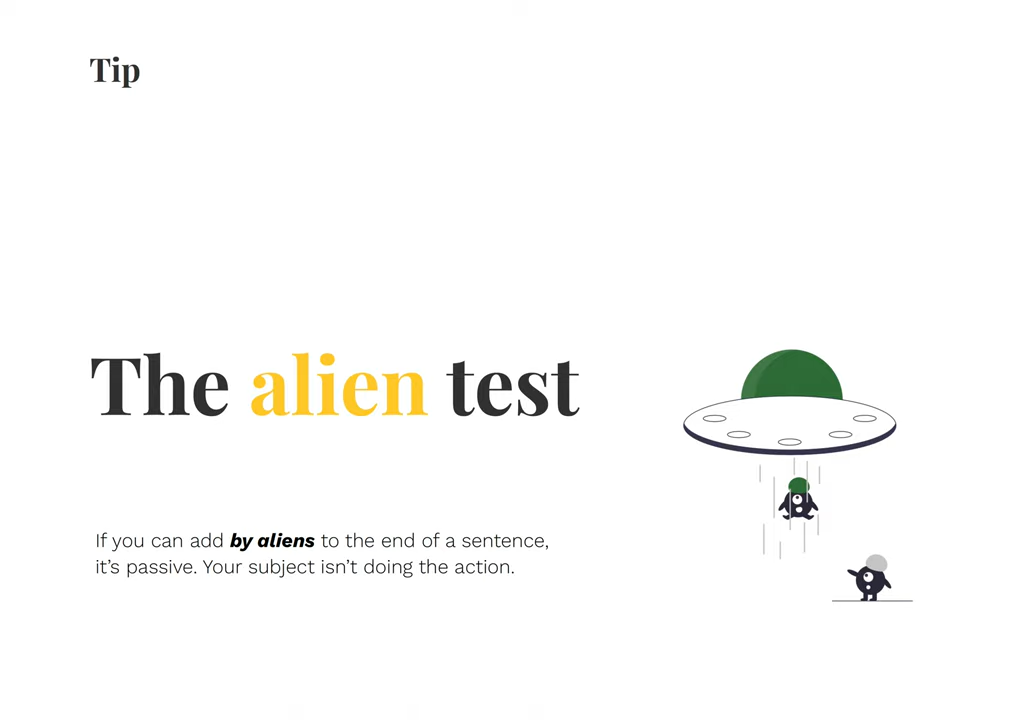 Tip
The alien test
If you can add by aliens to the end of a sentence,
it’s passive. Your subject isn’t doing the action.